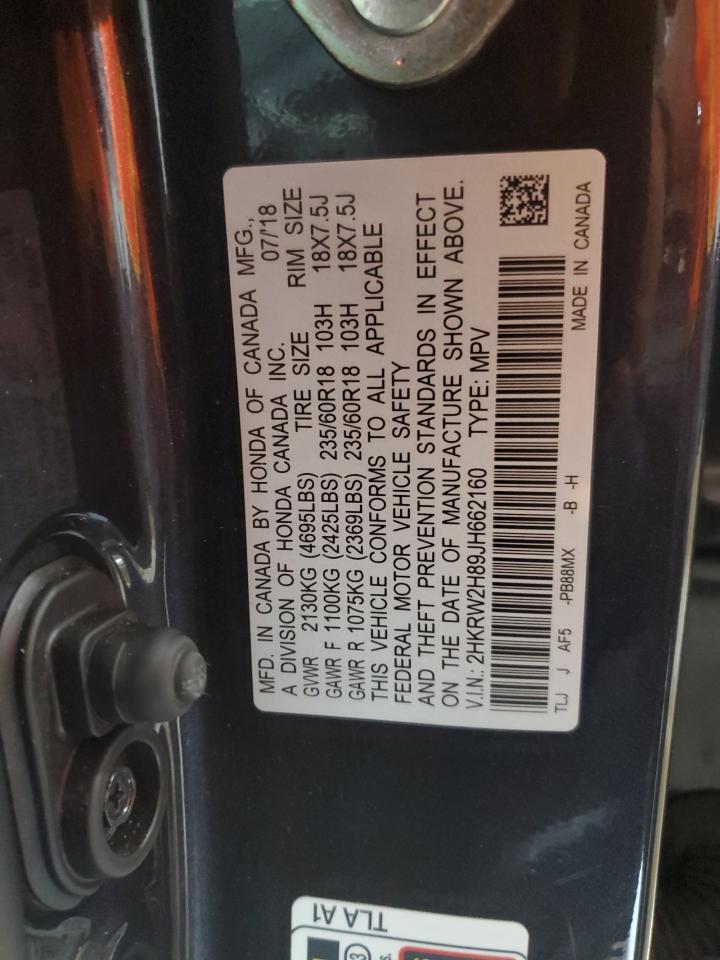 MFD. IN CANADA BY HONDA OF CANADA MFG.,
A DIVISION OF HONDA CANADA INC. 07/'18
GVWR 2130KG (4695LBS) TIRE SIZE RIM SIZE
GAWR F 1100KG (2425LBS) 235/60R18 103H 18X7.5J
GAWR R 1075KG (2369LBS) 235/60R18 103H 18X7.5J
THIS VEHICLE CONFORMS TO ALL APPLICABLE
FEDERAL MOTOR VEHICLE SAFETY
AND THEFT PREVENTION STANDARDS IN EFFECT
ON THE DATE OF MANUFACTURE SHOWN ABOVE.
V.I.N.: 2HKRW2H89JH662160 TYPE: MPV
TLJ J AF5 -PB88MX -B -H
MADE IN CANADA
TLA A1
3
s.